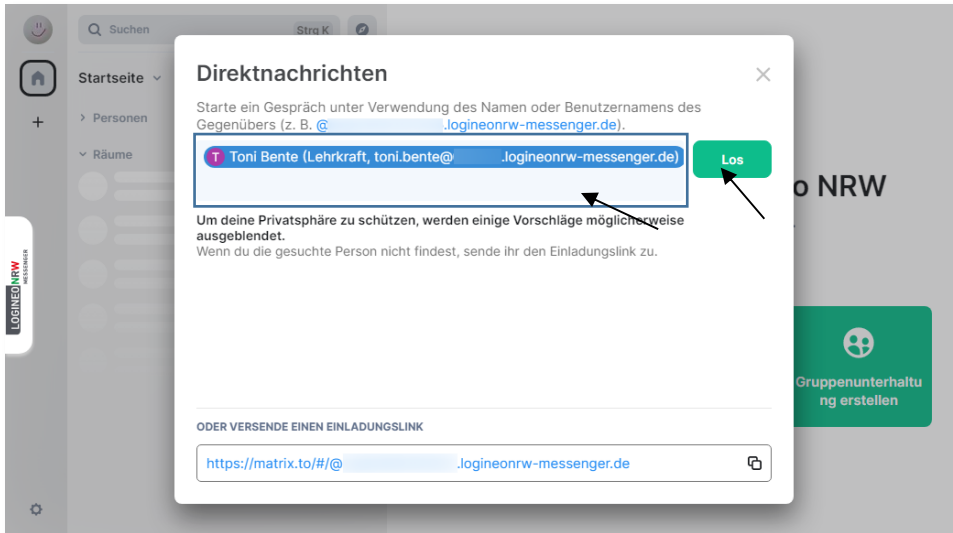 Suchen
Strg K
Startseite
Personen
Räume
LOGINEO NRW
MESSENGER
Direktnachrichten
Starte ein Gespräch unter Verwendung des Namen oder Benutzernamens des
Gegenübers (z. B. @ .logineonrw-messenger.de).
T Toni Bente (Lehrkraft, toni.bente@ .logineonrw-messenger.de)
Los
Um deine Privatsphäre zu schützen, werden einige Vorschläge möglicherweise
ausgeblendet.
Wenn du die gesuchte Person nicht findest, sende ihr den Einladungslink zu.
ODER VERSENDE EINEN EINLADUNGSLINK
https://matrix.to/#/@ .logineonrw-messenger.de
o NRW
Gruppenunterhaltu
ng erstellen